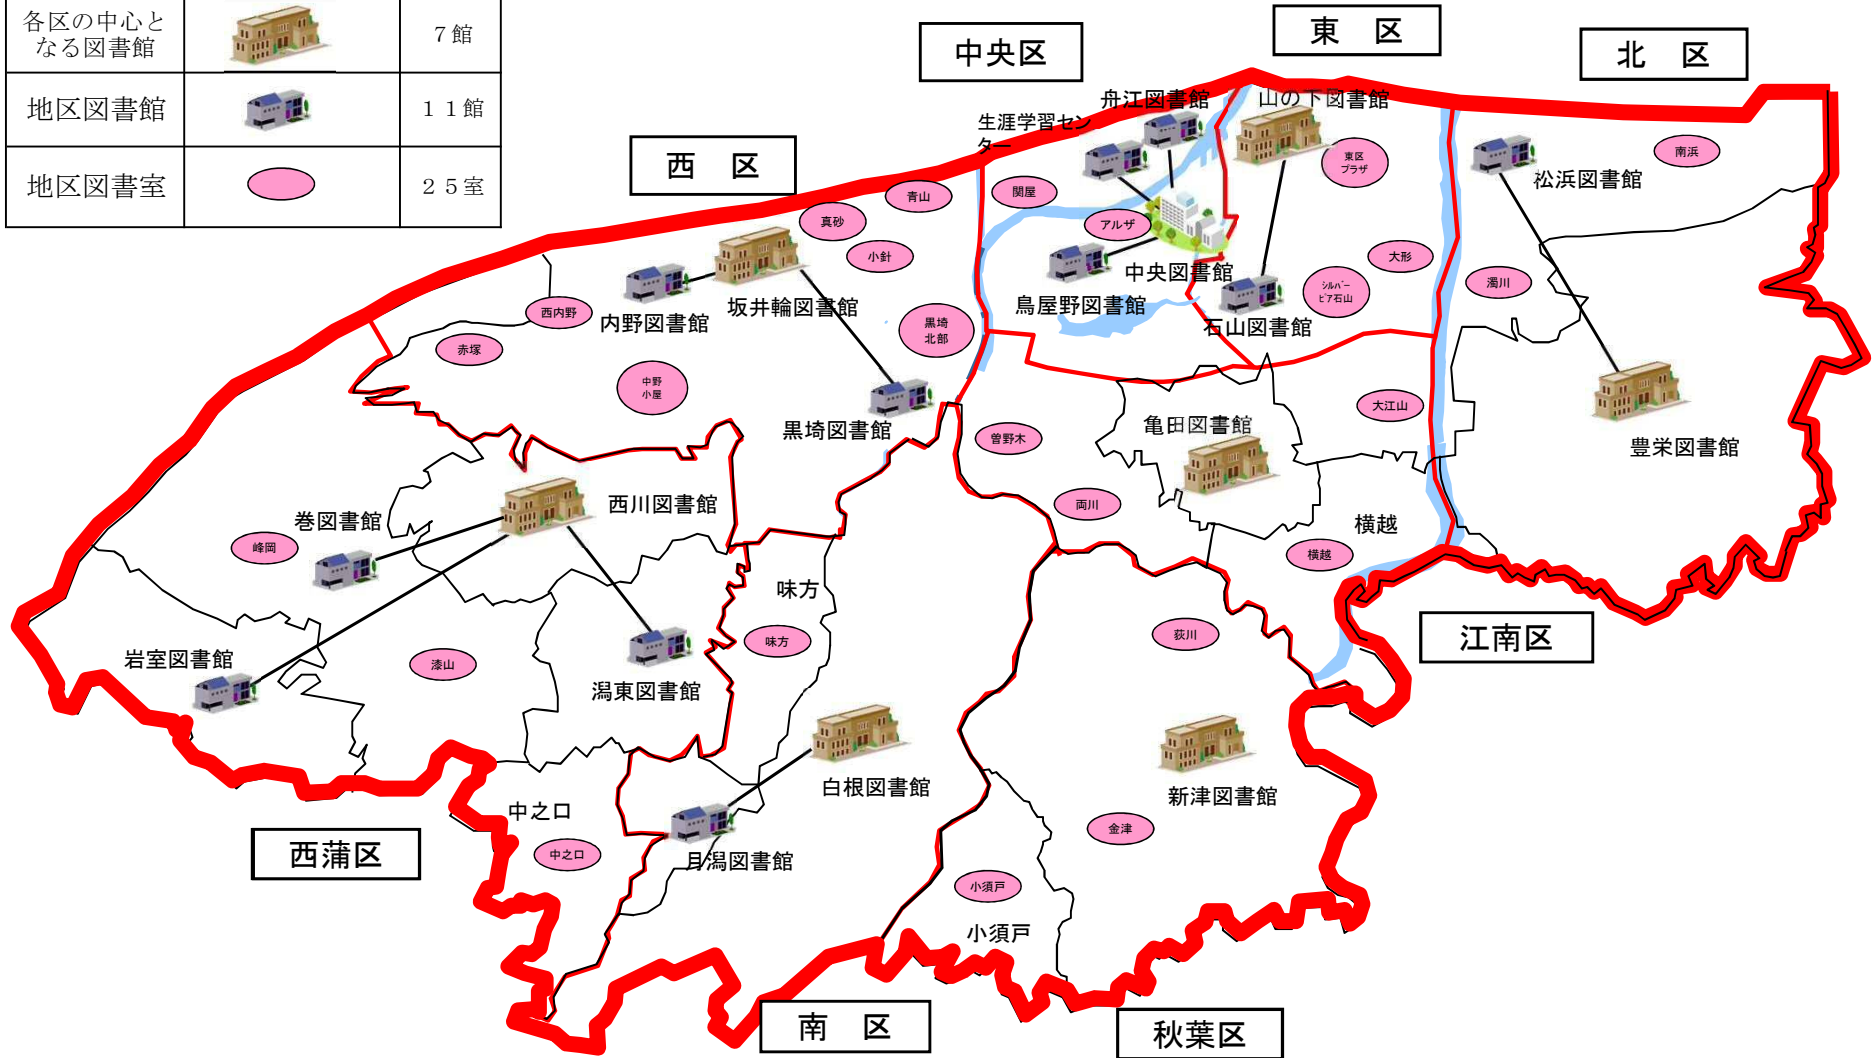 各区の中心と
なる図書館
７館
地区図書館
１１館
地区図書室
２５室
中央区
東 区
北 区
西 区
舟江図書館
山の下図書館
生涯学習セン
ター
東区
プラザ
南浜
松浜図書館
青山
関屋
真砂
アルザ
小針
大形
中央図書館
濁川
シルバー
ピア石山
坂井輪図書館
鳥屋野図書館
西内野
内野図書館
石山図書館
黒埼
北部
赤塚
中野
小屋
大江山
亀田図書館
黒埼図書館
曽野木
豊栄図書館
西川図書館
両川
巻図書館
横越
峰岡
横越
味方
味方
荻川
江南区
岩室図書館
漆山
潟東図書館
白根図書館
新津図書館
中之口
金津
西蒲区
中之口
月潟図書館
小須戸
小須戸
南 区
秋葉区